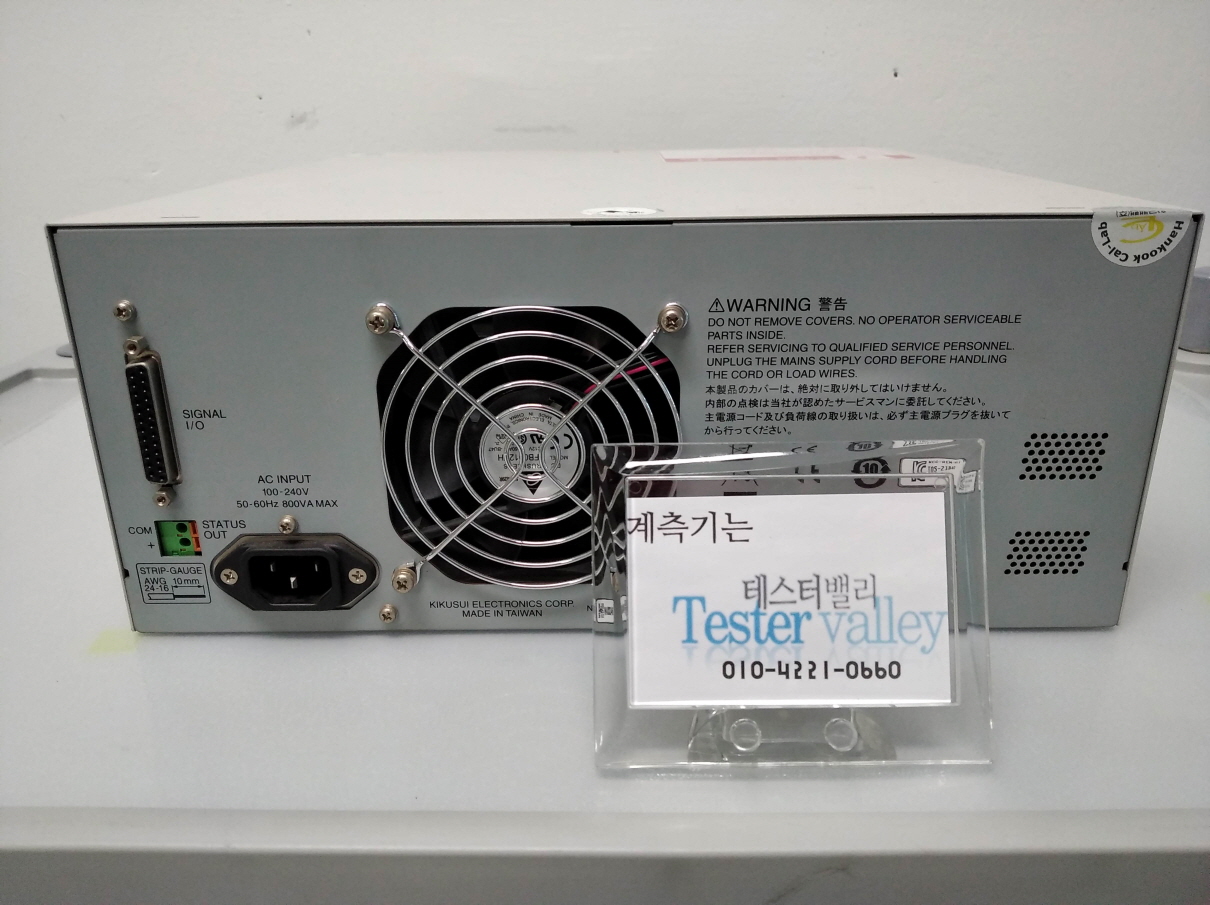 Hankook Cal-Lab
SIGNAL
I/O
AC INPUT
100-240V
50-60Hz 800VA MAX
COM
+
STATUS
OUT
STRIP-GAUGE
AWG 10mm
24-16
KIKUSUI ELECTRONICS CORP.
MADE IN TAIWAN
⚠WARNING 警告
DO NOT REMOVE COVERS. NO OPERATOR SERVICEABLE
PARTS INSIDE.
REFER SERVICING TO QUALIFIED SERVICE PERSONNEL.
UNPLUG THE MAINS SUPPLY CORD BEFORE HANDLING
THE CORD OR LOAD WIRES.
本製品のカバーは、絶対に取り外してはいけません。
内部の点検は当社が認めたサービスマンに委託してください。
主電源コード及び負荷線の取り扱いは、必ず主電源プラグを抜いて
から行ってください。
계측기는
테스터밸리
Tester valley
010-4221-0660